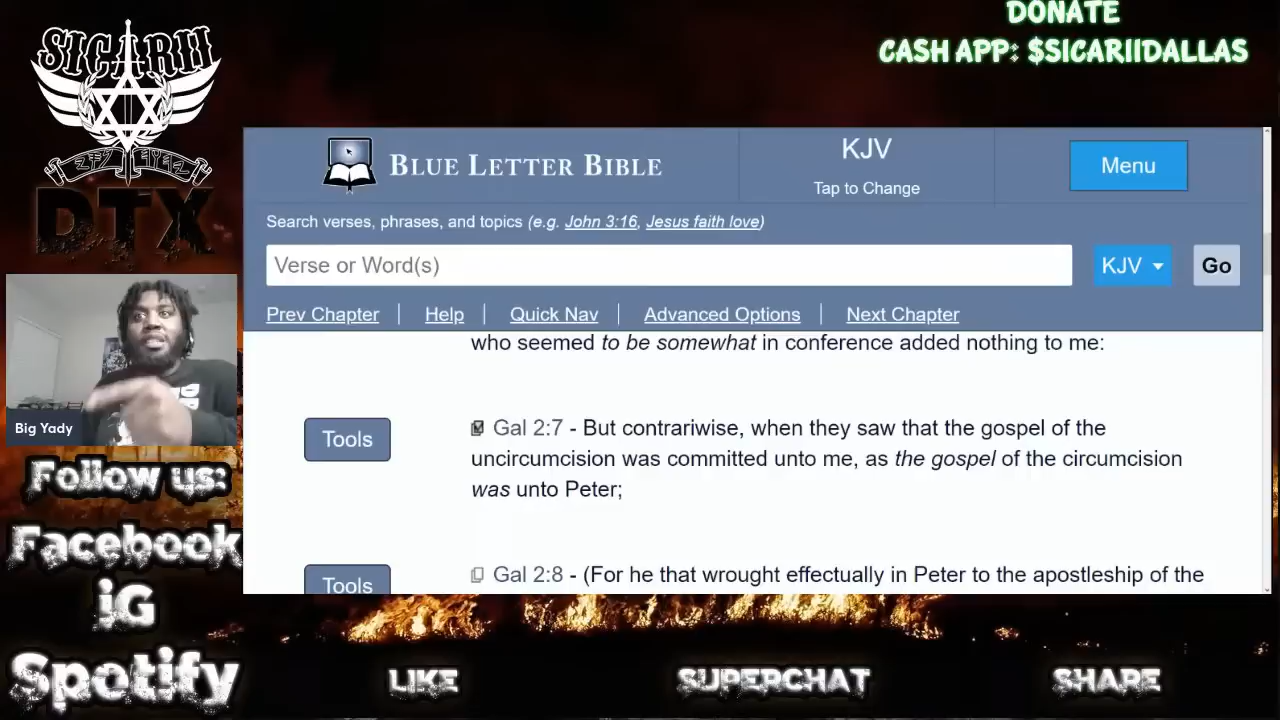 SICARII
DTX
DONATE
CASH APP: $SICARIIDALLAS
BLUE LETTER BIBLE
KJV
Tap to Change
Menu
Search verses, phrases, and topics (e.g. John 3:16, Jesus faith love)
Verse or Word(s)
KJV
Go
Prev Chapter
Help
Quick Nav
Advanced Options
Next Chapter
who seemed to be somewhat in conference added nothing to me:
Tools
Gal 2:7 - But contrariwise, when they saw that the gospel of the
uncircumcision was committed unto me, as the gospel of the circumcision
was unto Peter;
Tools
Gal 2:8 - (For he that wrought effectually in Peter to the apostleship of the
Big Yady
Follow us:
Facebook
iG
Spotify
LIKE
SUPERCHAT
SHARE